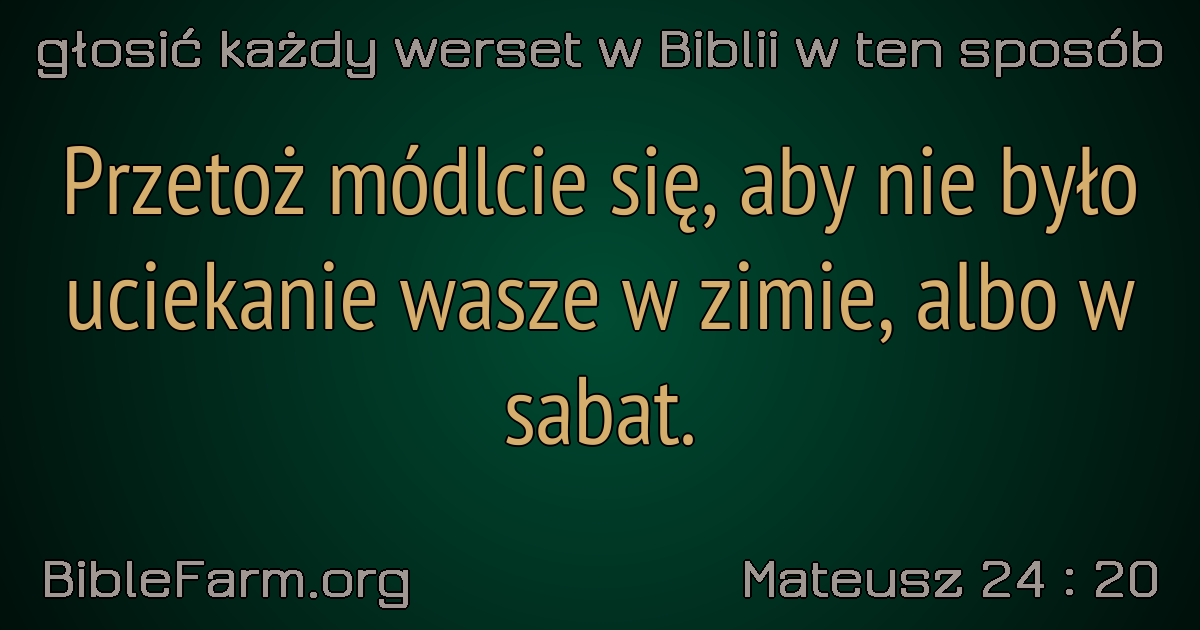 głosić każdy werset w Biblii w ten sposób
Przetoż módlcie się, aby nie było
uciekanie wasze w zimie, albo w
sabat.
BibleFarm.org
Mateusz 24 : 20